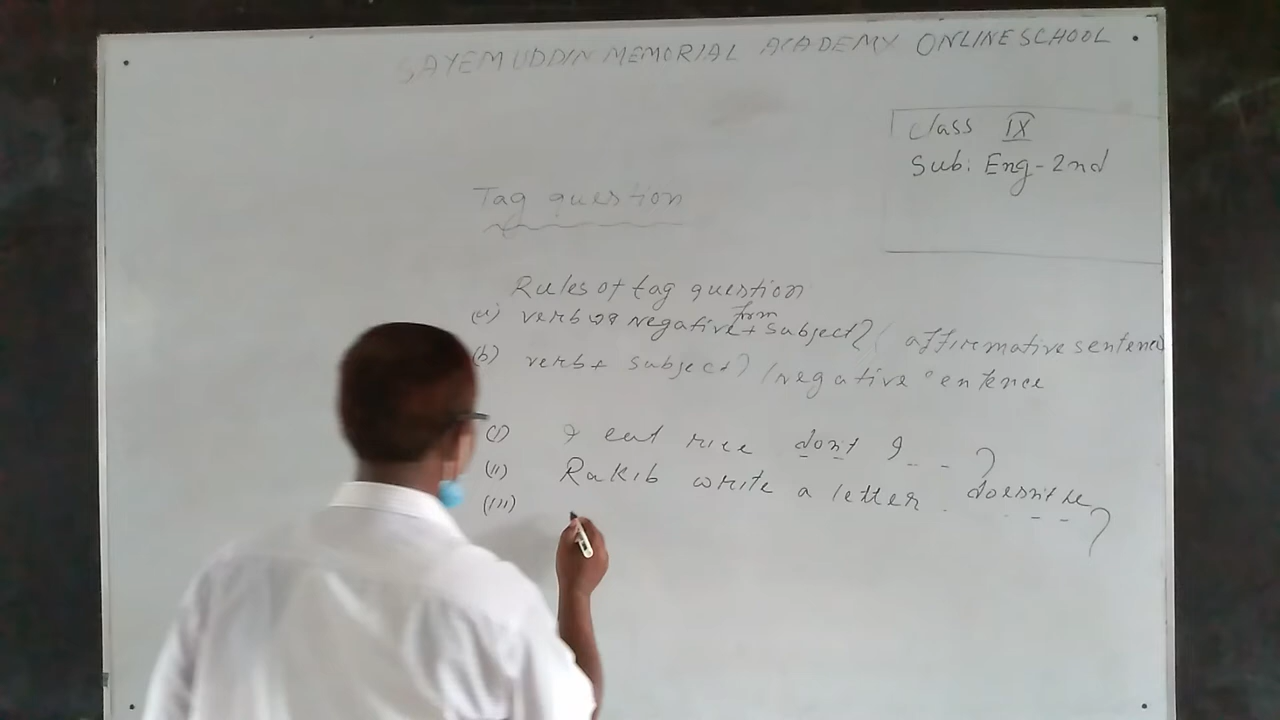 SAYEMUDDIN MEMORIAL ACADEMY ONLINE SCHOOL
Class IX
Sub: Eng-2nd
Tag question
Rules of tag question
(a) verb negative form + subject? ( affirmative sentence
(b) verb + subject? / negative sentence
(i) I eat rice don't I ?
(ii) Rakib write a letter doesn't he ?
(iii)